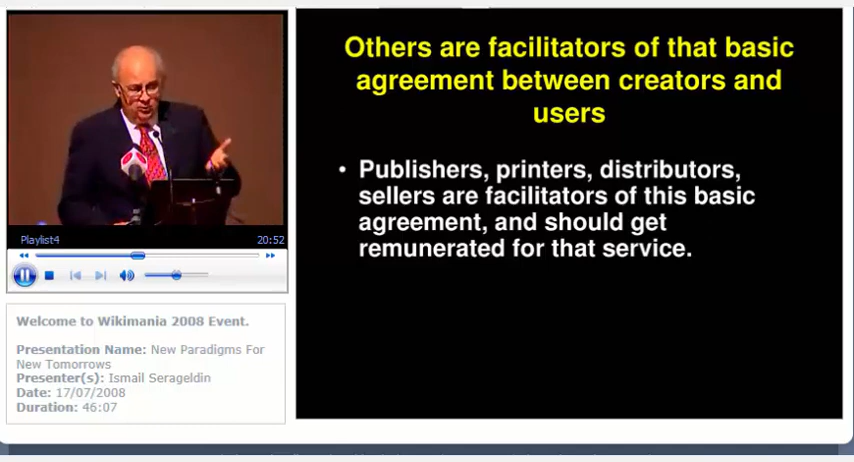 Others are facilitators of that basic
agreement between creators and
users
• Publishers, printers, distributors,
sellers are facilitators of this basic
agreement, and should get
remunerated for that service.
Playlist4 20:52
Welcome to Wikimania 2008 Event.
Presentation Name: New Paradigms For
New Tomorrows
Presenter(s): Ismail Serageldin
Date: 17/07/2008
Duration: 46:07